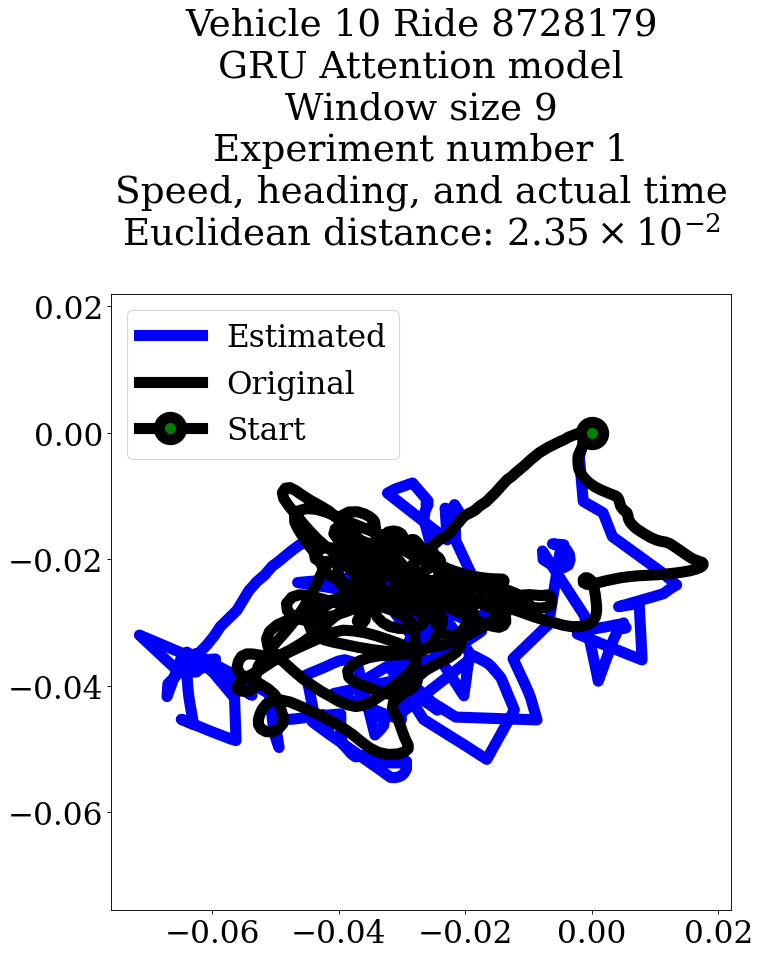 Vehicle 10 Ride 8728179
GRU Attention model
Window size 9
Experiment number 1
Speed, heading, and actual time
Euclidean distance: 2.35 × 10⁻²
0.02
0.00
−0.02
−0.04
−0.06
Estimated
Original
Start
−0.06 −0.04 −0.02 0.00 0.02